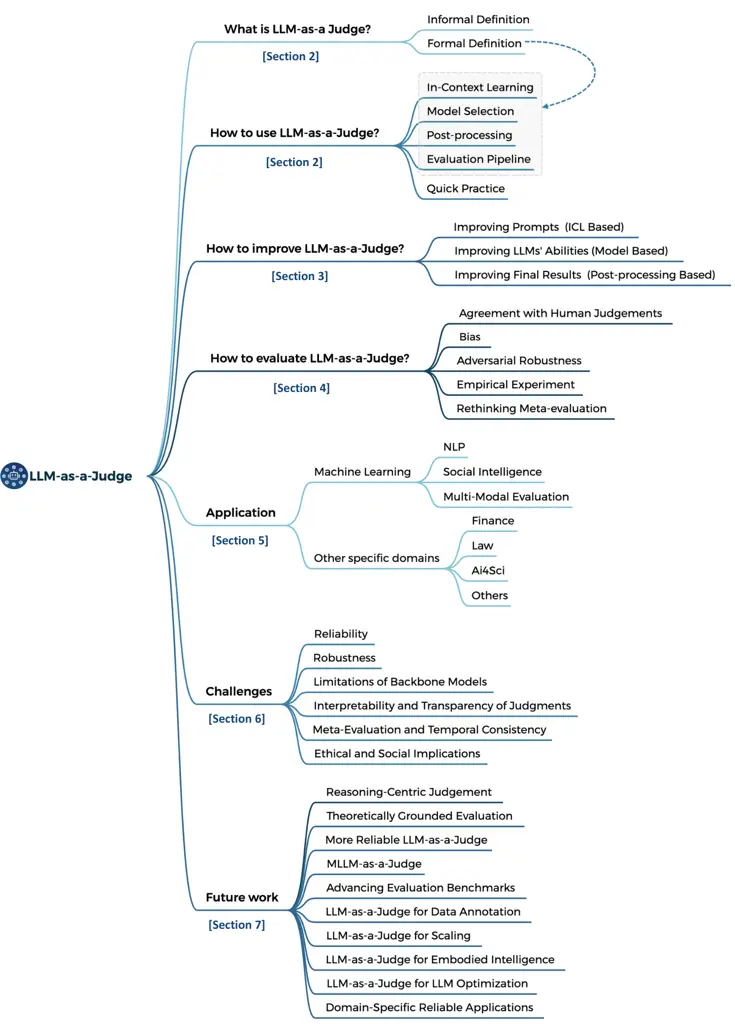 LLM-as-a-Judge
What is LLM-as-a Judge?
[Section 2]
Informal Definition
Formal Definition
How to use LLM-as-a-Judge?
[Section 2]
In-Context Learning
Model Selection
Post-processing
Evaluation Pipeline
Quick Practice
How to improve LLM-as-a-Judge?
[Section 3]
Improving Prompts (ICL Based)
Improving LLMs' Abilities (Model Based)
Improving Final Results (Post-processing Based)
How to evaluate LLM-as-a-Judge?
[Section 4]
Agreement with Human Judgements
Bias
Adversarial Robustness
Empirical Experiment
Rethinking Meta-evaluation
Application
[Section 5]
Machine Learning
NLP
Social Intelligence
Multi-Modal Evaluation
Other specific domains
Finance
Law
Ai4Sci
Others
Challenges
[Section 6]
Reliability
Robustness
Limitations of Backbone Models
Interpretability and Transparency of Judgments
Meta-Evaluation and Temporal Consistency
Ethical and Social Implications
Future work
[Section 7]
Reasoning-Centric Judgement
Theoretically Grounded Evaluation
More Reliable LLM-as-a-Judge
MLLM-as-a-Judge
Advancing Evaluation Benchmarks
LLM-as-a-Judge for Data Annotation
LLM-as-a-Judge for Scaling
LLM-as-a-Judge for Embodied Intelligence
LLM-as-a-Judge for LLM Optimization
Domain-Specific Reliable Applications